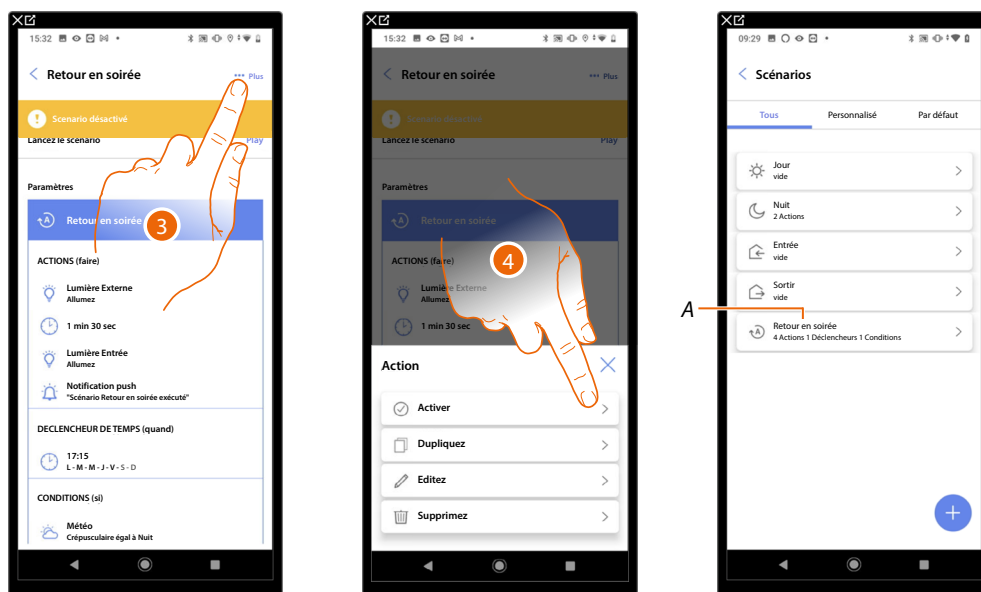 15:32
Retour en soirée
Plus
Scenario désactivé
Lancez le scénario
Play
Paramètres
A
Retour en soirée
3
ACTIONS (faire)
Lumière Externe
Allumez
1 min 30 sec
Lumière Entrée
Allumez
Notification push
"Scénario Retour en soirée exécuté"
DECLENCHEUR DE TEMPS (quand)
17:15
L - M - M - J - V - S - D
CONDITIONS (si)
Météo
Crépusculaire égal à Nuit
15:32
Retour en soirée
Plus
Scenario désactivé
Lancez le scénario
Play
Paramètres
A
Retour en soirée
ACTIONS (faire)
4
Lumière Externe
Allumez
1 min 30 sec
Action
Activer
Dupliquez
Editez
Supprimez
09:29
Scénarios
Tous
Personnalisé
Par défaut
Jour
vide
Nuit
2 Actions
Entrée
vide
Sortir
vide
A
A
Retour en soirée
4 Actions 1 Déclencheurs 1 Conditions